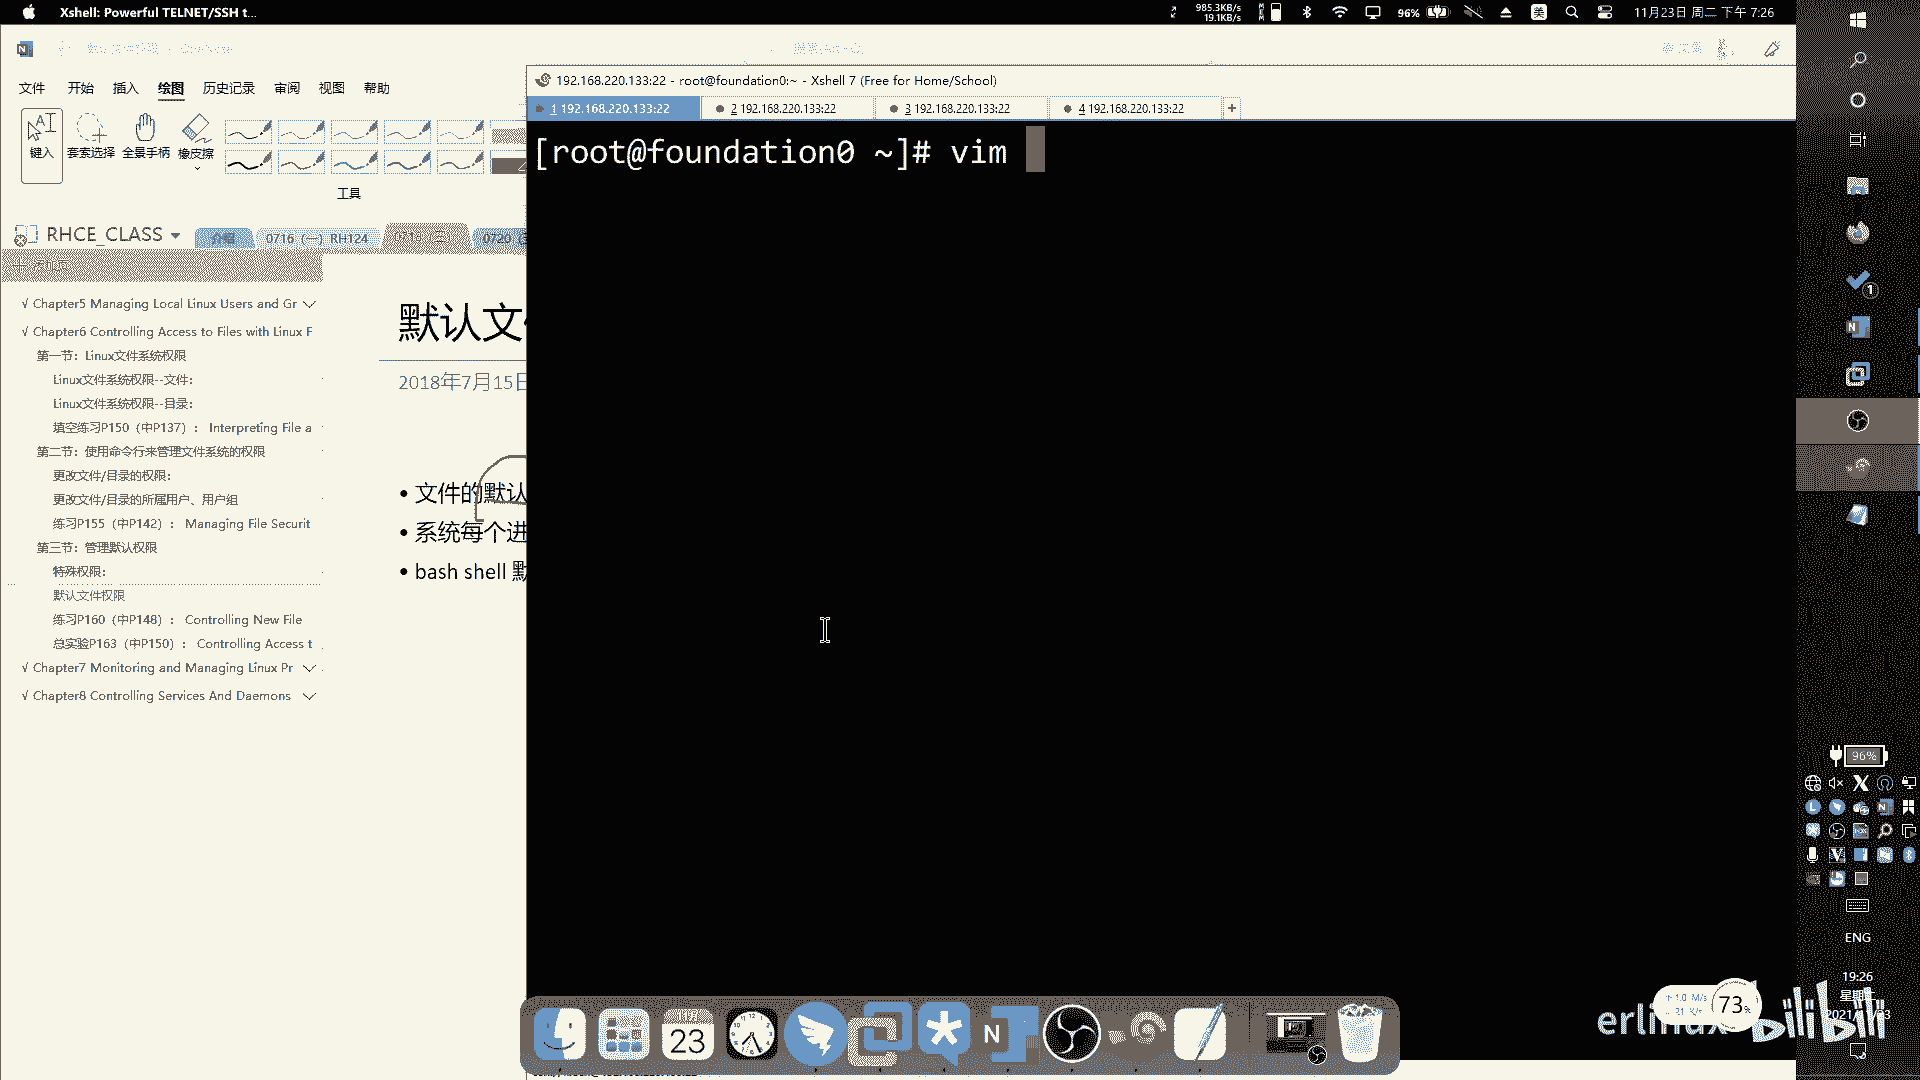 Xshell: Powerful TELNET/SSH t...
985.3KB/s
19.1KB/s
96%
美
11月23日 周二 下午 7:26
文件 开始 插入 绘图 历史记录 审阅 视图 帮助
键入 套索选择 全景手柄 橡皮擦
工具
192.168.220.133:22 - root@foundation0:~ - Xshell 7 (Free for Home/School)
1 192.168.220.133:22 2 192.168.220.133:22 3 192.168.220.133:22 4 192.168.220.133:22 +
[root@foundation0 ~]# vim
RHCE_CLASS 介绍 0716 (一) RH124 0720
√ Chapter5 Managing Local Linux Users and Gr
√ Chapter6 Controlling Access to Files with Linux F
第一节：Linux文件系统权限
Linux文件系统权限--文件：
Linux文件系统权限--目录：
填空练习P150（中P137）： Interpreting File a
第二节：使用命令行来管理文件系统的权限
更改文件/目录的权限：
更改文件/目录的所属用户、用户组
练习P155（中P142）： Managing File Securit
第三节：管理默认权限
特殊权限：
默认文件权限
练习P160（中P148）： Controlling New File
总实验P163（中P150）： Controlling Access t
√ Chapter7 Monitoring and Managing Linux Pr
√ Chapter8 Controlling Services And Daemons
默认文
2018年7月15日
• 文件的默认
• 系统每个进
• bash shell 默
1
96%
ENG
19:26
73%
erlinux bilibili
11月
23